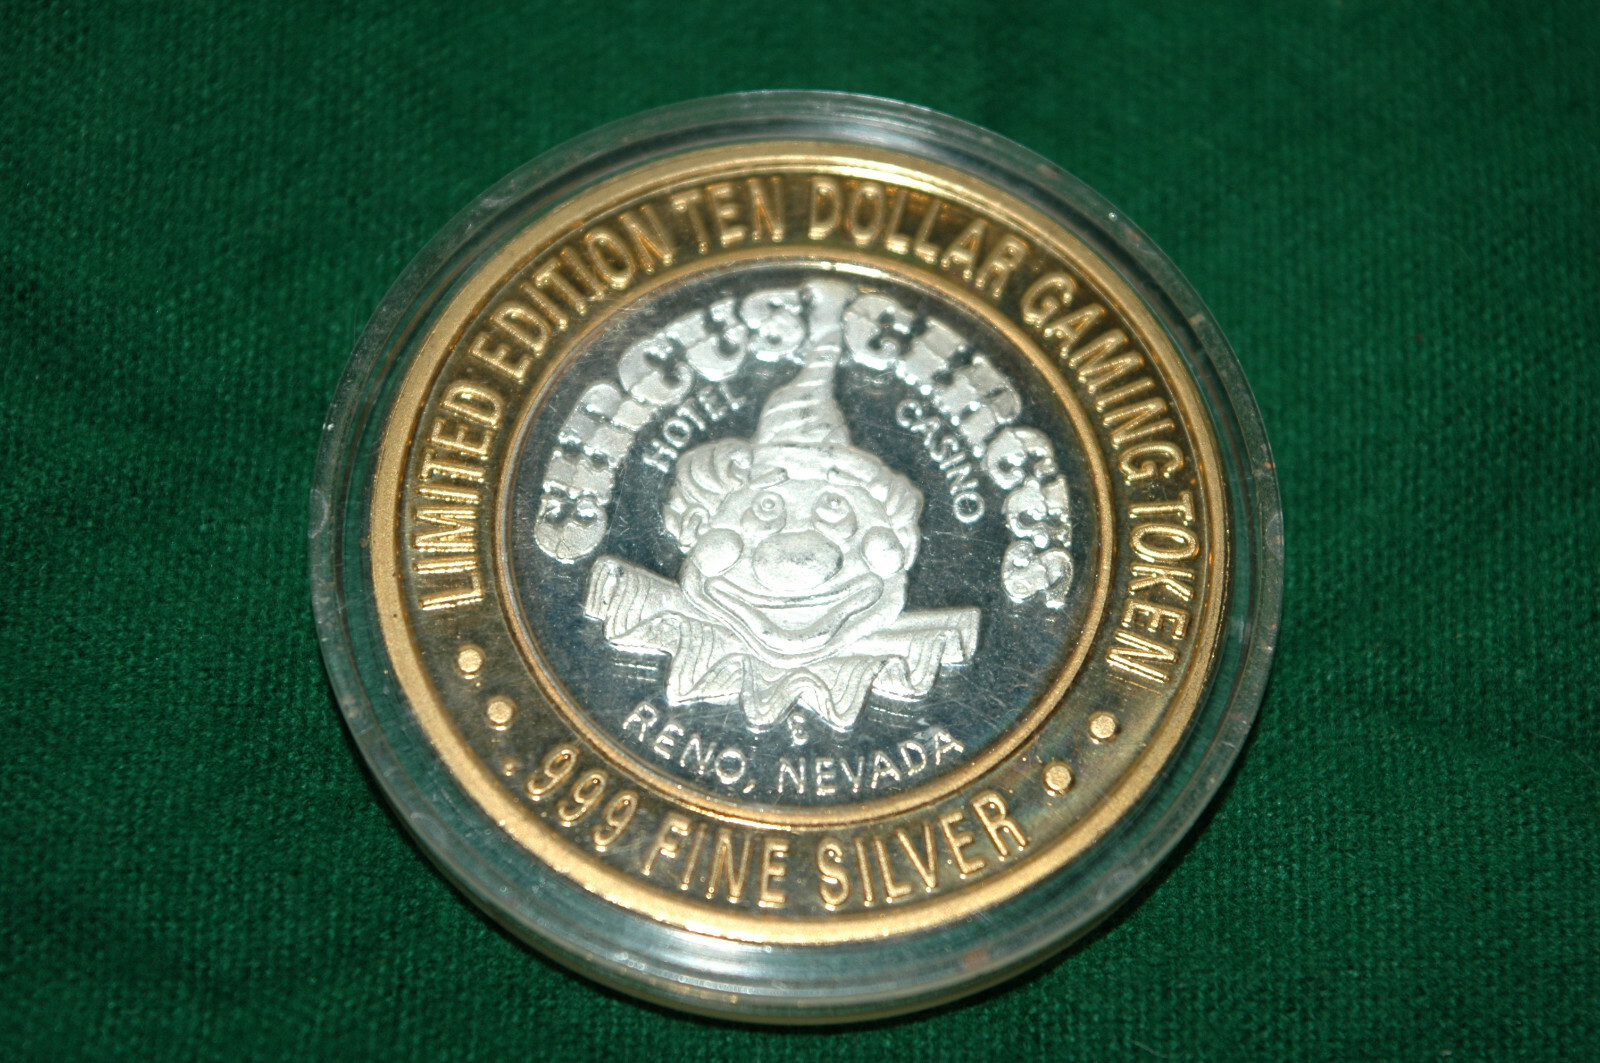 LIMITED EDITION TEN DOLLAR GAMING TOKEN
CIRCUS CIRCUS
HOTEL CASINO
RENO, NEVADA
.999 FINE SILVER